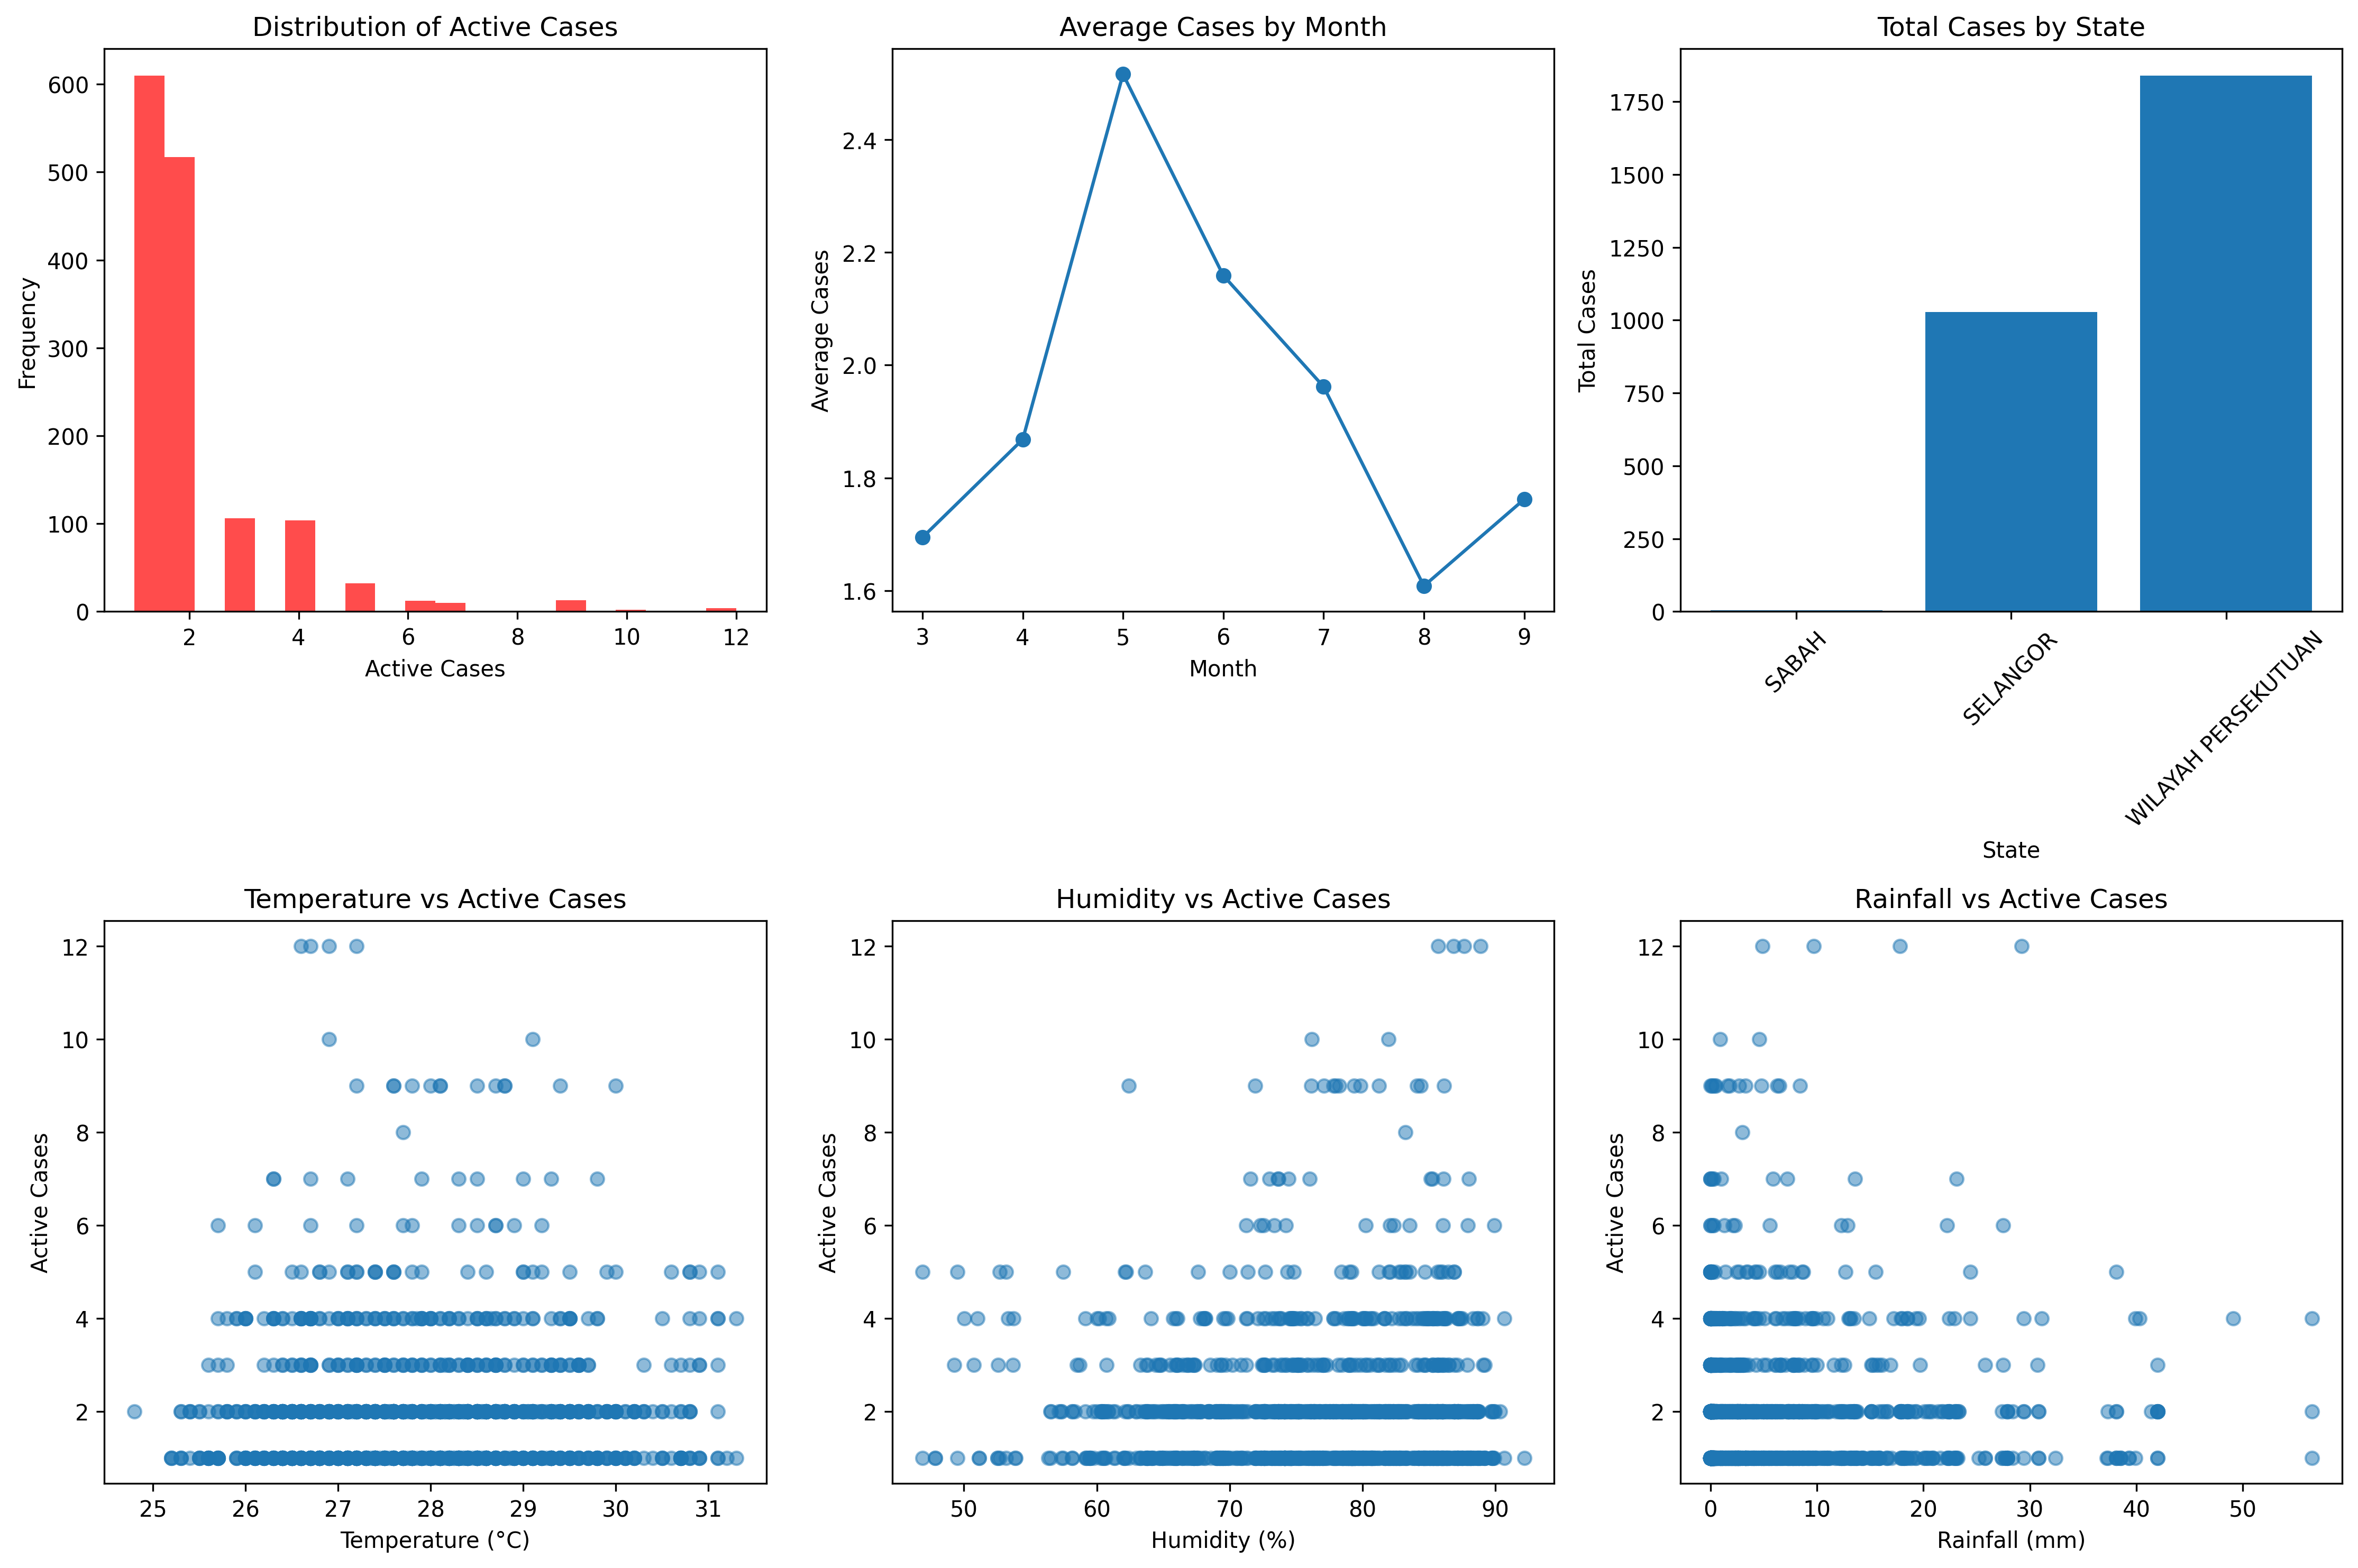 Distribution of Active Cases
600
500
400
300
200
100
0
Frequency
2 4 6 8 10 12
Active Cases
Average Cases by Month
2.4
2.2
2.0
1.8
1.6
Average Cases
3 4 5 6 7 8 9
Month
Total Cases by State
1750
1500
1250
1000
750
500
250
0
Total Cases
SABAH
SELANGOR
WILAYAH PERSEKUTUAN
State
Temperature vs Active Cases
12
10
8
6
4
2
Active Cases
25 26 27 28 29 30 31
Temperature (°C)
Humidity vs Active Cases
12
10
8
6
4
2
Active Cases
50 60 70 80 90
Humidity (%)
Rainfall vs Active Cases
12
10
8
6
4
2
Active Cases
0 10 20 30 40 50
Rainfall (mm)